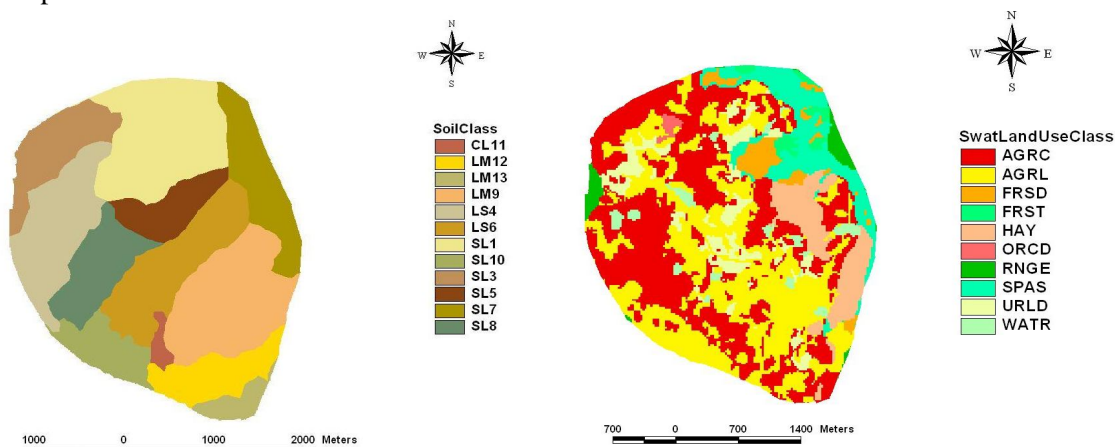 N
W E
S
SoilClass
CL11
LM12
LM13
LM9
LS4
LS6
SL1
SL10
SL3
SL5
SL7
SL8
1000 0 1000 2000 Meters
N
W E
S
SwatLandUseClass
AGRC
AGRL
FRSD
FRST
HAY
ORCD
RNGE
SPAS
URLD
WATR
700 0 700 1400 Meters